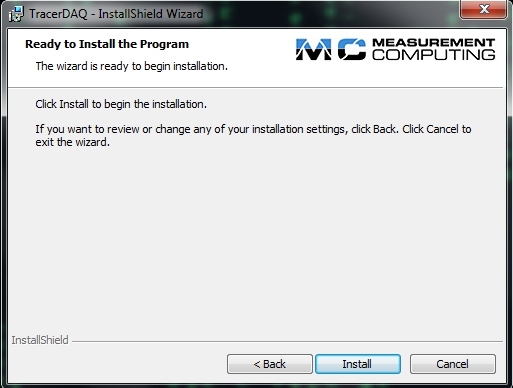 TracerDAQ - InstallShield Wizard
X
Ready to Install the Program
The wizard is ready to begin installation.
MC MEASUREMENT
COMPUTING
Click Install to begin the installation.
If you want to review or change any of your installation settings, click Back. Click Cancel to
exit the wizard.
InstallShield
< Back Install Cancel